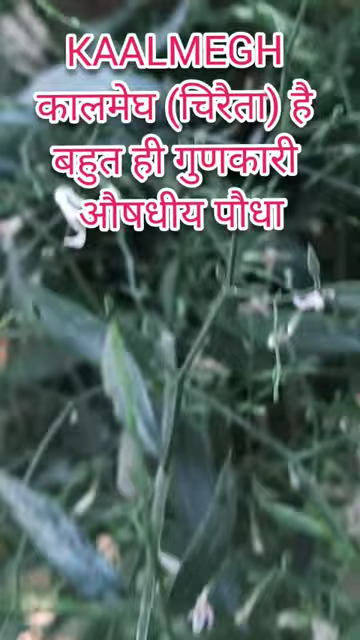 KAALMEGH
कालमेघ (चिरैता) है
बहुत ही गुणकारी
औषधीय पौधा